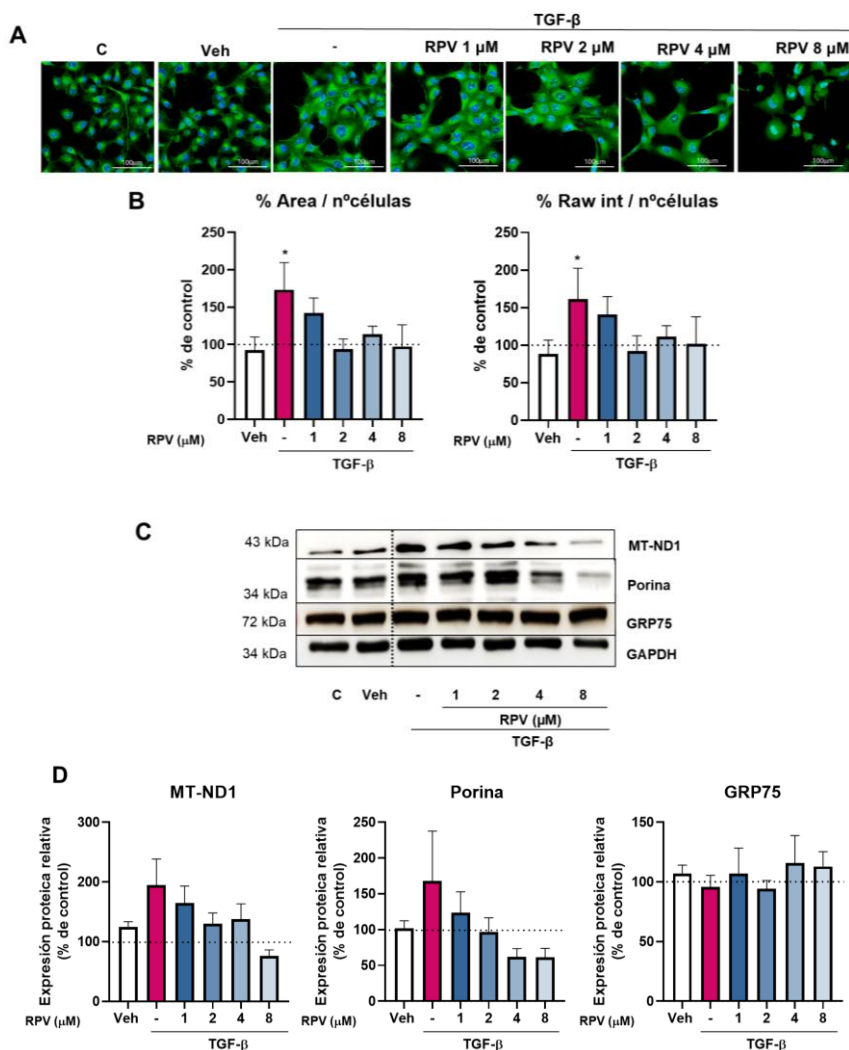 TGF-β
A
C Veh - RPV 1 µM RPV 2 µM RPV 4 µM RPV 8 µM
100µm 100µm 100µm 100µm 100µm 100µm 100µm
B
% Area / nºcélulas
% de control
250
200
150
100
50
0
Veh - 1 2 4 8
RPV (µM)
TGF-β
% Raw int / nºcélulas
% de control
250
200
150
100
50
0
*
*
Veh - 1 2 4 8
RPV (µM)
TGF-β
C
43 kDa MT-ND1
Porina
34 kDa
72 kDa GRP75
34 kDa GAPDH
C Veh - 1 2 4 8
RPV (µM)
TGF-β
D
MT-ND1
Expresión proteica relativa
(% de control)
300
200
100
0
Veh - 1 2 4 8
RPV (µM)
TGF-β
Porina
Expresión proteica relativa
(% de control)
250
200
150
100
50
0
Veh - 1 2 4 8
RPV (µM)
TGF-β
GRP75
Expresión proteica relativa
(% de control)
150
100
50
0
Veh - 1 2 4 8
RPV (µM)
TGF-β